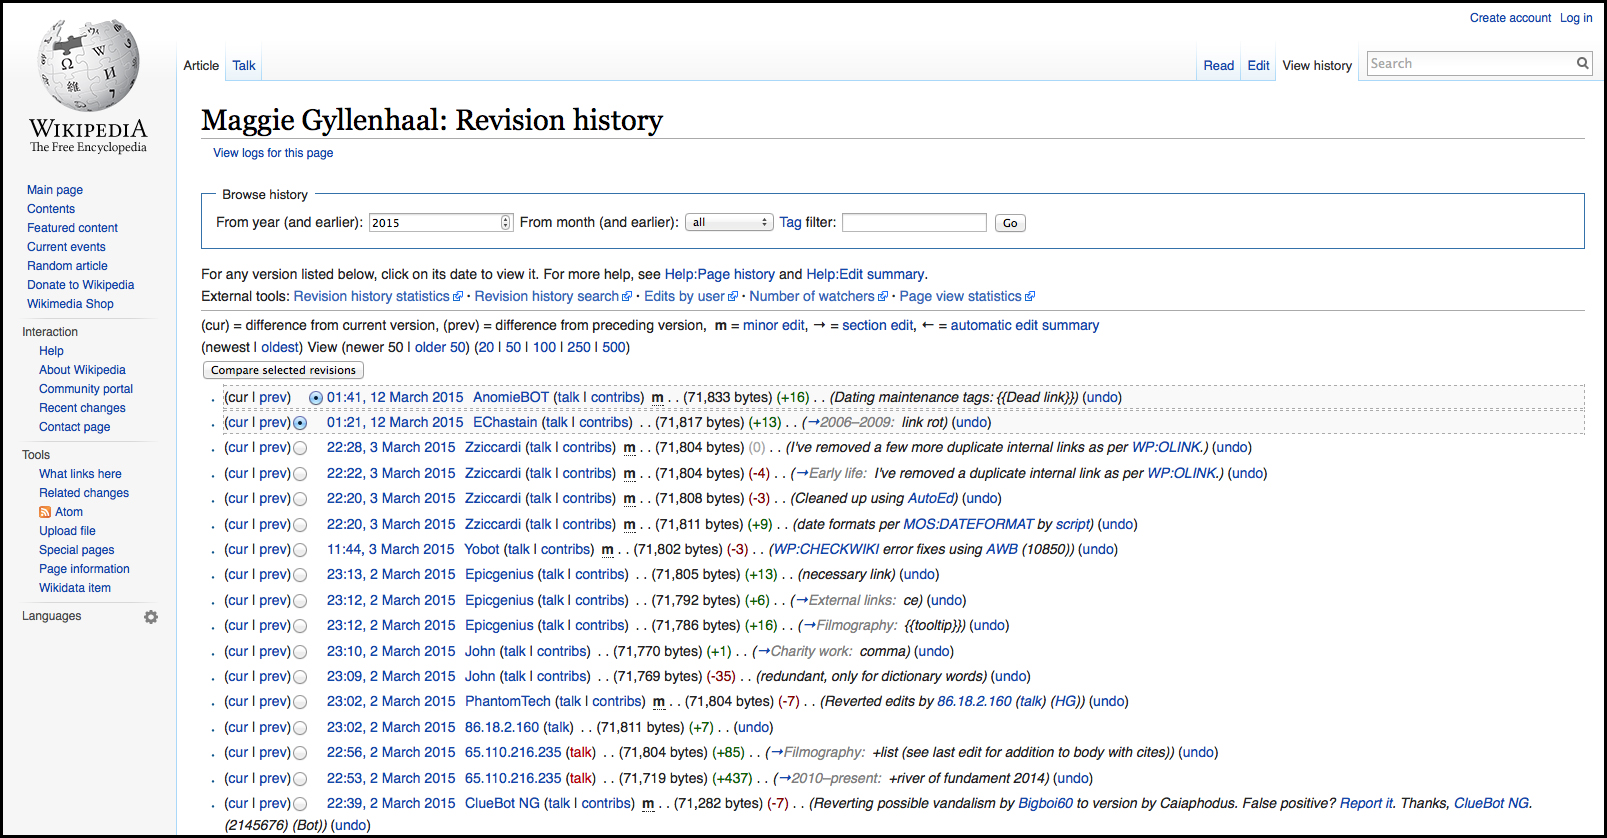 Create account Log in
Article Talk Read Edit View history Search
WIKIPEDIA
The Free Encyclopedia
Main page
Contents
Featured content
Current events
Random article
Donate to Wikipedia
Wikimedia Shop
Interaction
Help
About Wikipedia
Community portal
Recent changes
Contact page
Tools
What links here
Related changes
Atom
Upload file
Special pages
Page information
Wikidata item
Languages
Maggie Gyllenhaal: Revision history
View logs for this page
Browse history
From year (and earlier): 2015 From month (and earlier): all Tag filter: Go
For any version listed below, click on its date to view it. For more help, see Help:Page history and Help:Edit summary.
External tools: Revision history statistics · Revision history search · Edits by user · Number of watchers · Page view statistics
(cur) = difference from current version, (prev) = difference from preceding version, m = minor edit, → = section edit, ← = automatic edit summary
(newest | oldest) View (newer 50 | older 50) (20 | 50 | 100 | 250 | 500)
Compare selected revisions
(cur | prev) 01:41, 12 March 2015 AnomieBOT (talk | contribs) m . . (71,833 bytes) (+16) . . (Dating maintenance tags: {{Dead link}}) (undo)
(cur | prev) 01:21, 12 March 2015 EChastain (talk | contribs) . . (71,817 bytes) (+13) . . (→2006–2009: link rot) (undo)
(cur | prev) 22:28, 3 March 2015 Zziccardi (talk | contribs) m . . (71,804 bytes) (0) . . (I've removed a few more duplicate internal links as per WP:OLINK.) (undo)
(cur | prev) 22:22, 3 March 2015 Zziccardi (talk | contribs) m . . (71,804 bytes) (-4) . . (→Early life: I've removed a duplicate internal link as per WP:OLINK.) (undo)
(cur | prev) 22:20, 3 March 2015 Zziccardi (talk | contribs) m . . (71,808 bytes) (-3) . . (Cleaned up using AutoEd) (undo)
(cur | prev) 22:20, 3 March 2015 Zziccardi (talk | contribs) m . . (71,811 bytes) (+9) . . (date formats per MOS:DATEFORMAT by script) (undo)
(cur | prev) 11:44, 3 March 2015 Yobot (talk | contribs) m . . (71,802 bytes) (-3) . . (WP:CHECKWIKI error fixes using AWB (10850)) (undo)
(cur | prev) 23:13, 2 March 2015 Epicgenius (talk | contribs) . . (71,805 bytes) (+13) . . (necessary link) (undo)
(cur | prev) 23:12, 2 March 2015 Epicgenius (talk | contribs) . . (71,792 bytes) (+6) . . (→External links: ce) (undo)
(cur | prev) 23:12, 2 March 2015 Epicgenius (talk | contribs) . . (71,786 bytes) (+16) . . (→Filmography: {{tooltip}}) (undo)
(cur | prev) 23:10, 2 March 2015 John (talk | contribs) . . (71,770 bytes) (+1) . . (→Charity work: comma) (undo)
(cur | prev) 23:09, 2 March 2015 John (talk | contribs) . . (71,769 bytes) (-35) . . (redundant, only for dictionary words) (undo)
(cur | prev) 23:02, 2 March 2015 PhantomTech (talk | contribs) m . . (71,804 bytes) (-7) . . (Reverted edits by 86.18.2.160 (talk) (HG)) (undo)
(cur | prev) 23:02, 2 March 2015 86.18.2.160 (talk) . . (71,811 bytes) (+7) . . (undo)
(cur | prev) 22:56, 2 March 2015 65.110.216.235 (talk) . . (71,804 bytes) (+85) . . (→Filmography: +list (see last edit for addition to body with cites)) (undo)
(cur | prev) 22:53, 2 March 2015 65.110.216.235 (talk) . . (71,719 bytes) (+437) . . (→2010–present: +river of fundament 2014) (undo)
(cur | prev) 22:39, 2 March 2015 ClueBot NG (talk | contribs) m . . (71,282 bytes) (-7) . . (Reverting possible vandalism by Bigboi60 to version by Caiaphodus. False positive? Report it. Thanks, ClueBot NG.
(2145676) (Bot)) (undo)